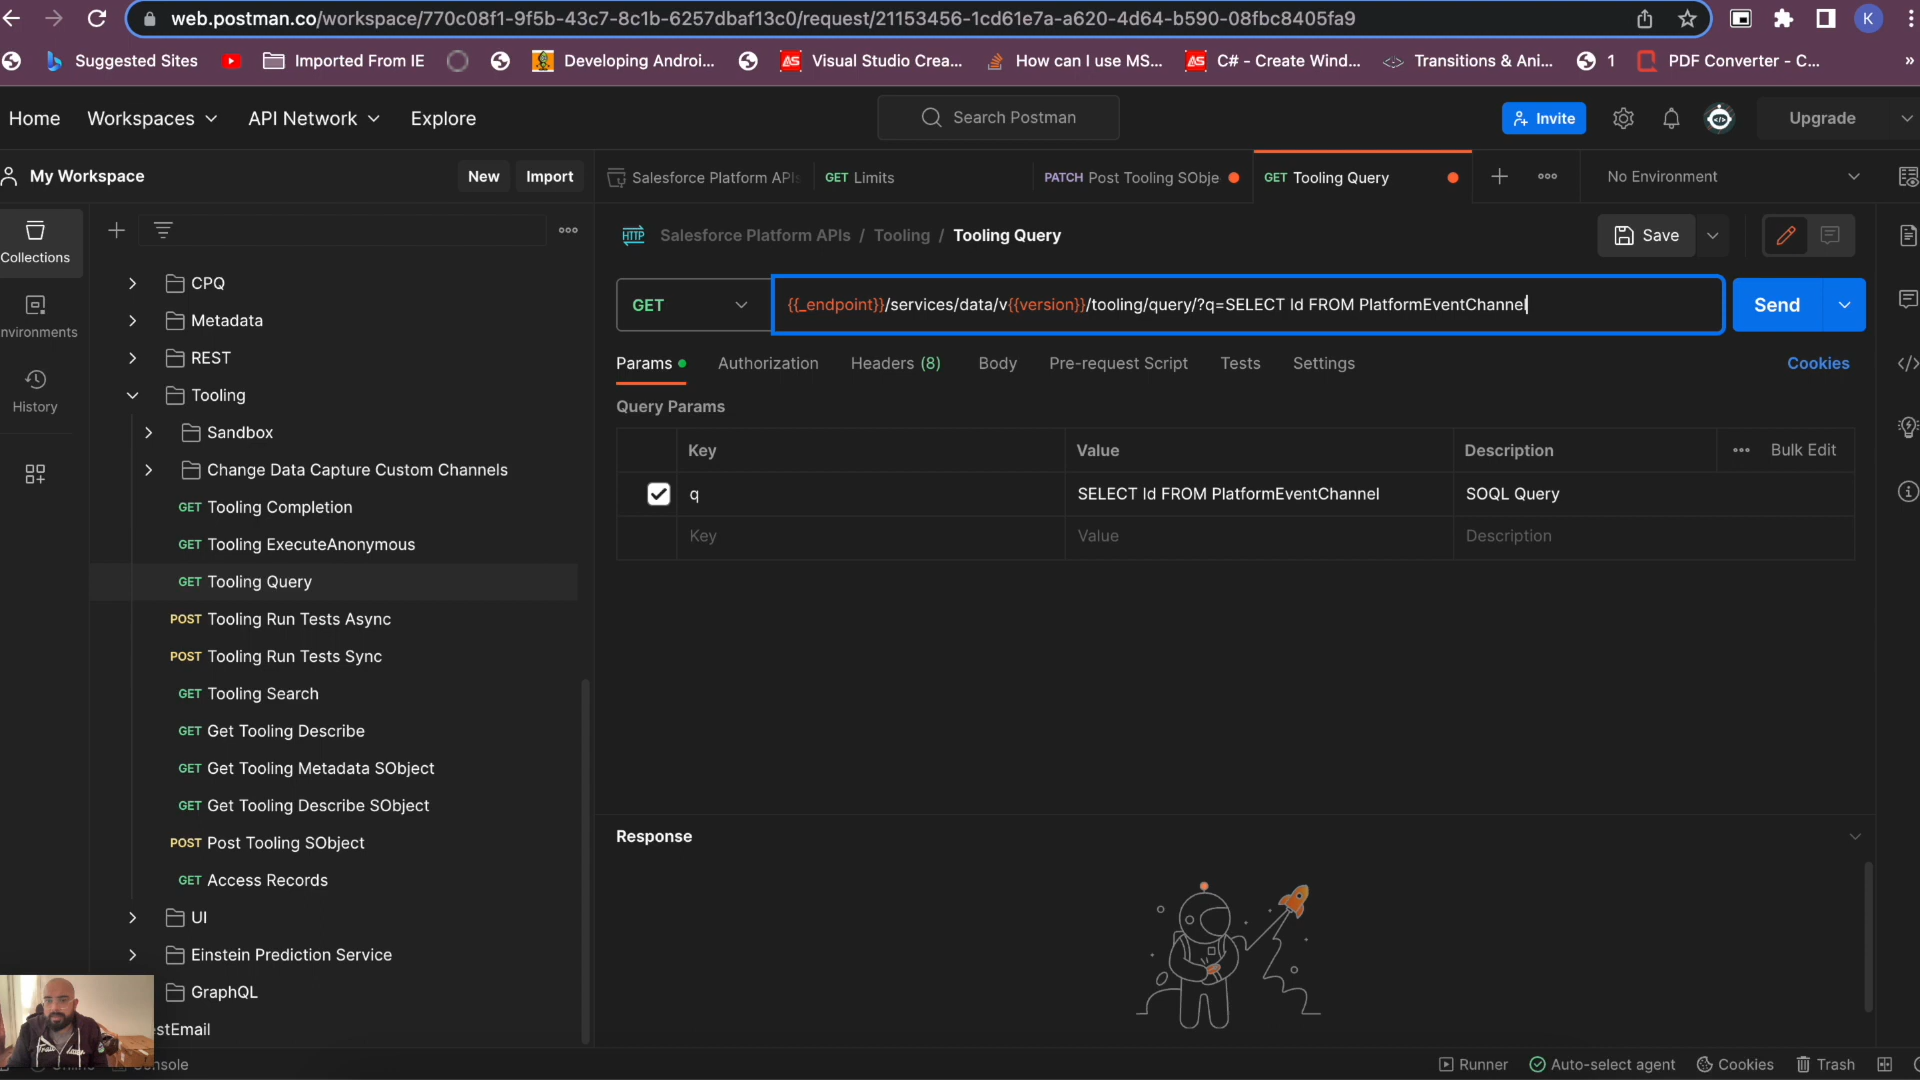 web.postman.co/workspace/770c08f1-9f5b-43c7-8c1b-6257dbaf13c0/request/21153456-1cd61e7a-a620-4d64-b590-08fbc8405fa9
K
Suggested Sites
Imported From IE
Developing Androi...
Visual Studio Crea...
How can I use MS...
C# - Create Wind...
Transitions & Ani...
1
PDF Converter - C...
»
Home
Workspaces
API Network
Explore
Search Postman
Invite
Upgrade
My Workspace
New
Import
Salesforce Platform APIs
GET Limits
PATCH Post Tooling SObje
GET Tooling Query
No Environment
Collections
nvironments
History
CPQ
Metadata
REST
Tooling
Sandbox
Change Data Capture Custom Channels
GET Tooling Completion
GET Tooling ExecuteAnonymous
GET Tooling Query
POST Tooling Run Tests Async
POST Tooling Run Tests Sync
GET Tooling Search
GET Get Tooling Describe
GET Get Tooling Metadata SObject
GET Get Tooling Describe SObject
POST Post Tooling SObject
GET Access Records
UI
Einstein Prediction Service
GraphQL
estEmail
HTTP Salesforce Platform APIs / Tooling / Tooling Query
Save
GET
{{_endpoint}}/services/data/v{{version}}/tooling/query/?q=SELECT Id FROM PlatformEventChannel
Send
Params
Authorization
Headers (8)
Body
Pre-request Script
Tests
Settings
Cookies
Query Params
Key
Value
Description
Bulk Edit
q
SELECT Id FROM PlatformEventChannel
SOQL Query
Key
Value
Description
Response
Online
onsole
Runner
Auto-select agent
Cookies
Trash